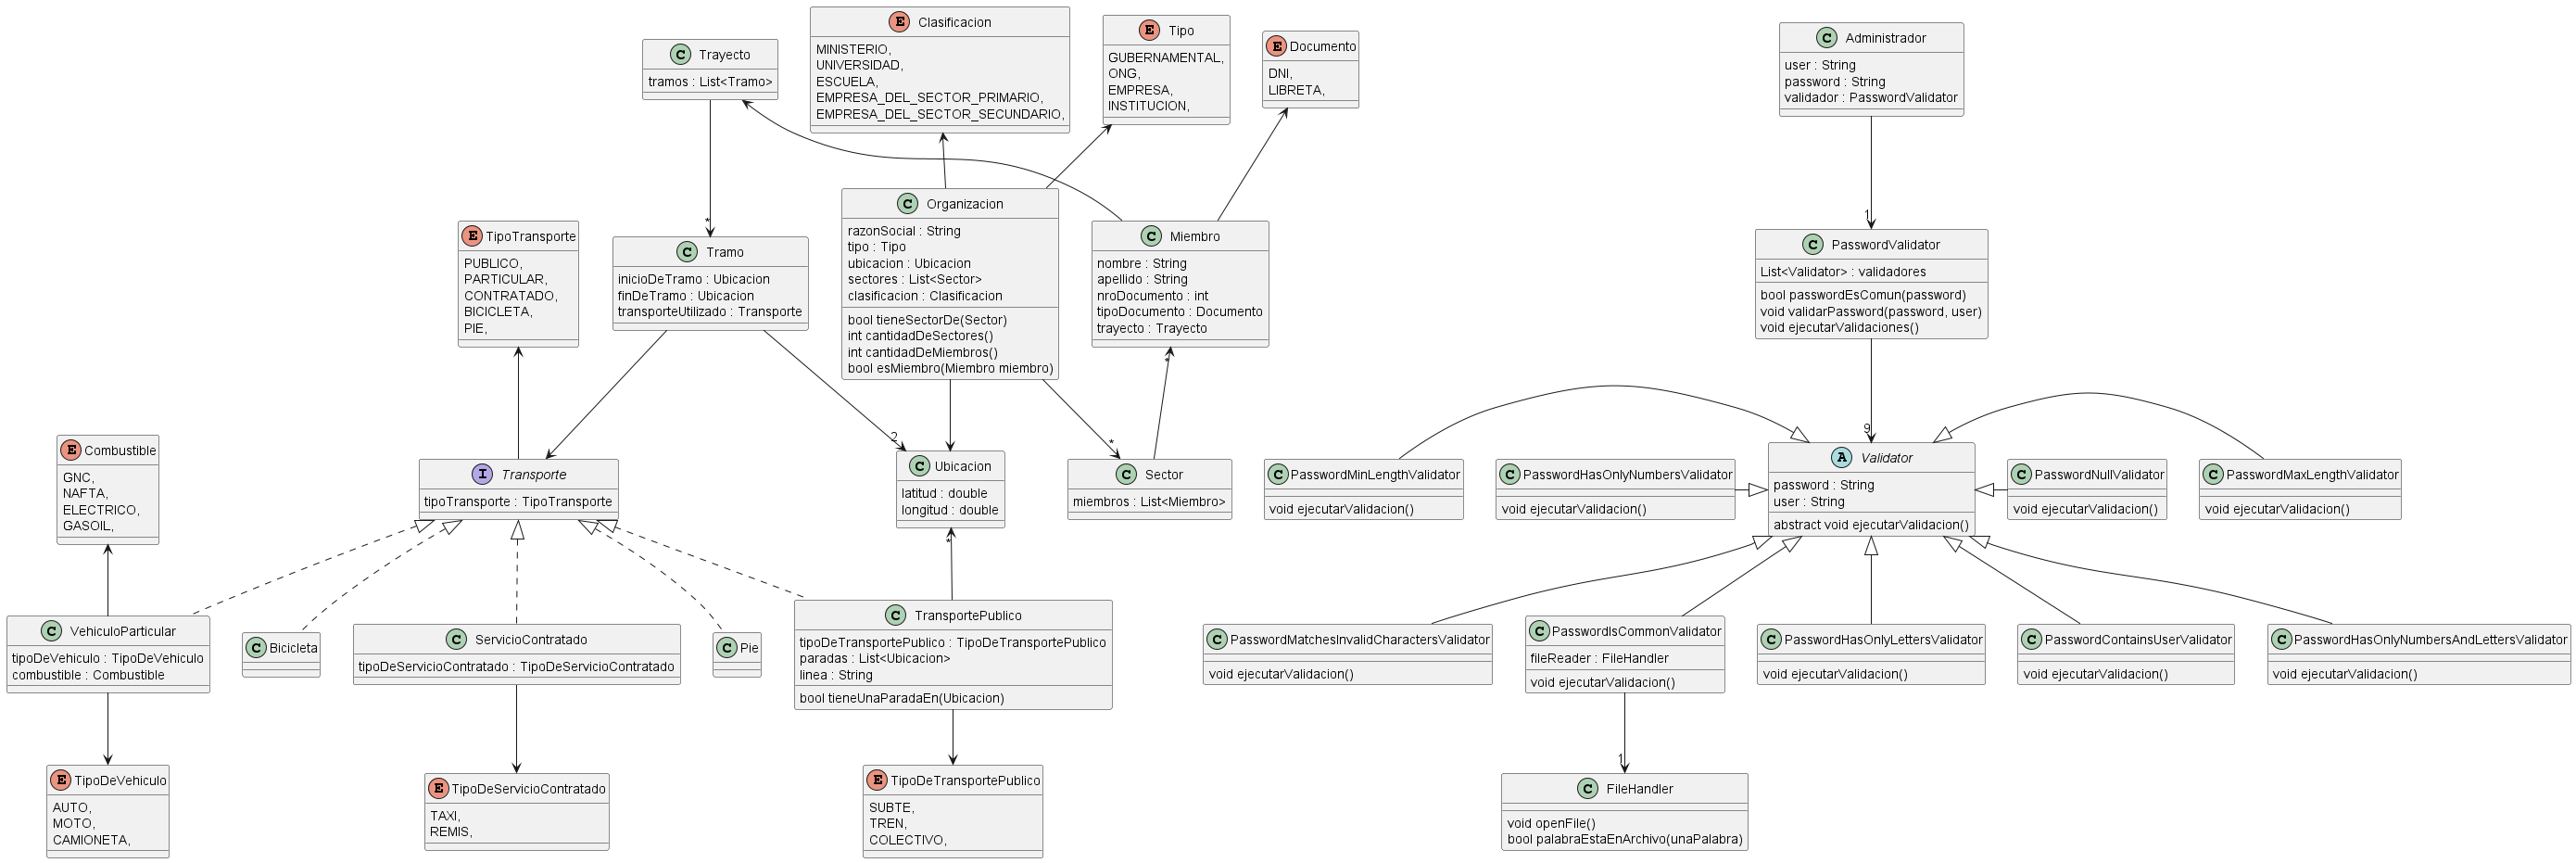 E Clasificacion
MINISTERIO,
UNIVERSIDAD,
ESCUELA,
EMPRESA_DEL_SECTOR_PRIMARIO,
EMPRESA_DEL_SECTOR_SECUNDARIO,
E Tipo
GUBERNAMENTAL,
ONG,
EMPRESA,
INSTITUCION,
E Documento
DNI,
LIBRETA,
C Trayecto
tramos : List<Tramo>
C Administrador
user : String
password : String
validador : PasswordValidator
E TipoTransporte
PUBLICO,
PARTICULAR,
CONTRATADO,
BICICLETA,
PIE,
*
C Tramo
inicioDeTramo : Ubicacion
finDeTramo : Ubicacion
transporteUtilizado : Transporte
C Organizacion
razonSocial : String
tipo : Tipo
ubicacion : Ubicacion
sectores : List<Sector>
clasificacion : Clasificacion
bool tieneSectorDe(Sector)
int cantidadDeSectores()
int cantidadDeMiembros()
bool esMiembro(Miembro miembro)
C Miembro
nombre : String
apellido : String
nroDocumento : int
tipoDocumento : Documento
trayecto : Trayecto
*
1
C PasswordValidator
List<Validator> : validadores
bool passwordEsComun(password)
void validarPassword(password, user)
void ejecutarValidaciones()
E Combustible
GNC,
NAFTA,
ELECTRICO,
GASOIL,
I Transporte
tipoTransporte : TipoTransporte
2
C Ubicacion
latitud : double
longitud : double
*
*
C Sector
miembros : List<Miembro>
C PasswordMinLengthValidator
void ejecutarValidacion()
C PasswordHasOnlyNumbersValidator
void ejecutarValidacion()
9
A Validator
password : String
user : String
abstract void ejecutarValidacion()
C PasswordNullValidator
void ejecutarValidacion()
C PasswordMaxLengthValidator
void ejecutarValidacion()
C VehiculoParticular
tipoDeVehiculo : TipoDeVehiculo
combustible : Combustible
C Bicicleta
C ServicioContratado
tipoDeServicioContratado : TipoDeServicioContratado
C Pie
C TransportePublico
tipoDeTransportePublico : TipoDeTransportePublico
paradas : List<Ubicacion>
linea : String
bool tieneUnaParadaEn(Ubicacion)
C PasswordMatchesInvalidCharactersValidator
void ejecutarValidacion()
C PasswordIsCommonValidator
fileReader : FileHandler
void ejecutarValidacion()
C PasswordHasOnlyLettersValidator
void ejecutarValidacion()
C PasswordContainsUserValidator
void ejecutarValidacion()
C PasswordHasOnlyNumbersAndLettersValidator
void ejecutarValidacion()
E TipoDeVehiculo
AUTO,
MOTO,
CAMIONETA,
E TipoDeServicioContratado
TAXI,
REMIS,
E TipoDeTransportePublico
SUBTE,
TREN,
COLECTIVO,
1
C FileHandler
void openFile()
bool palabraEstaEnArchivo(unaPalabra)